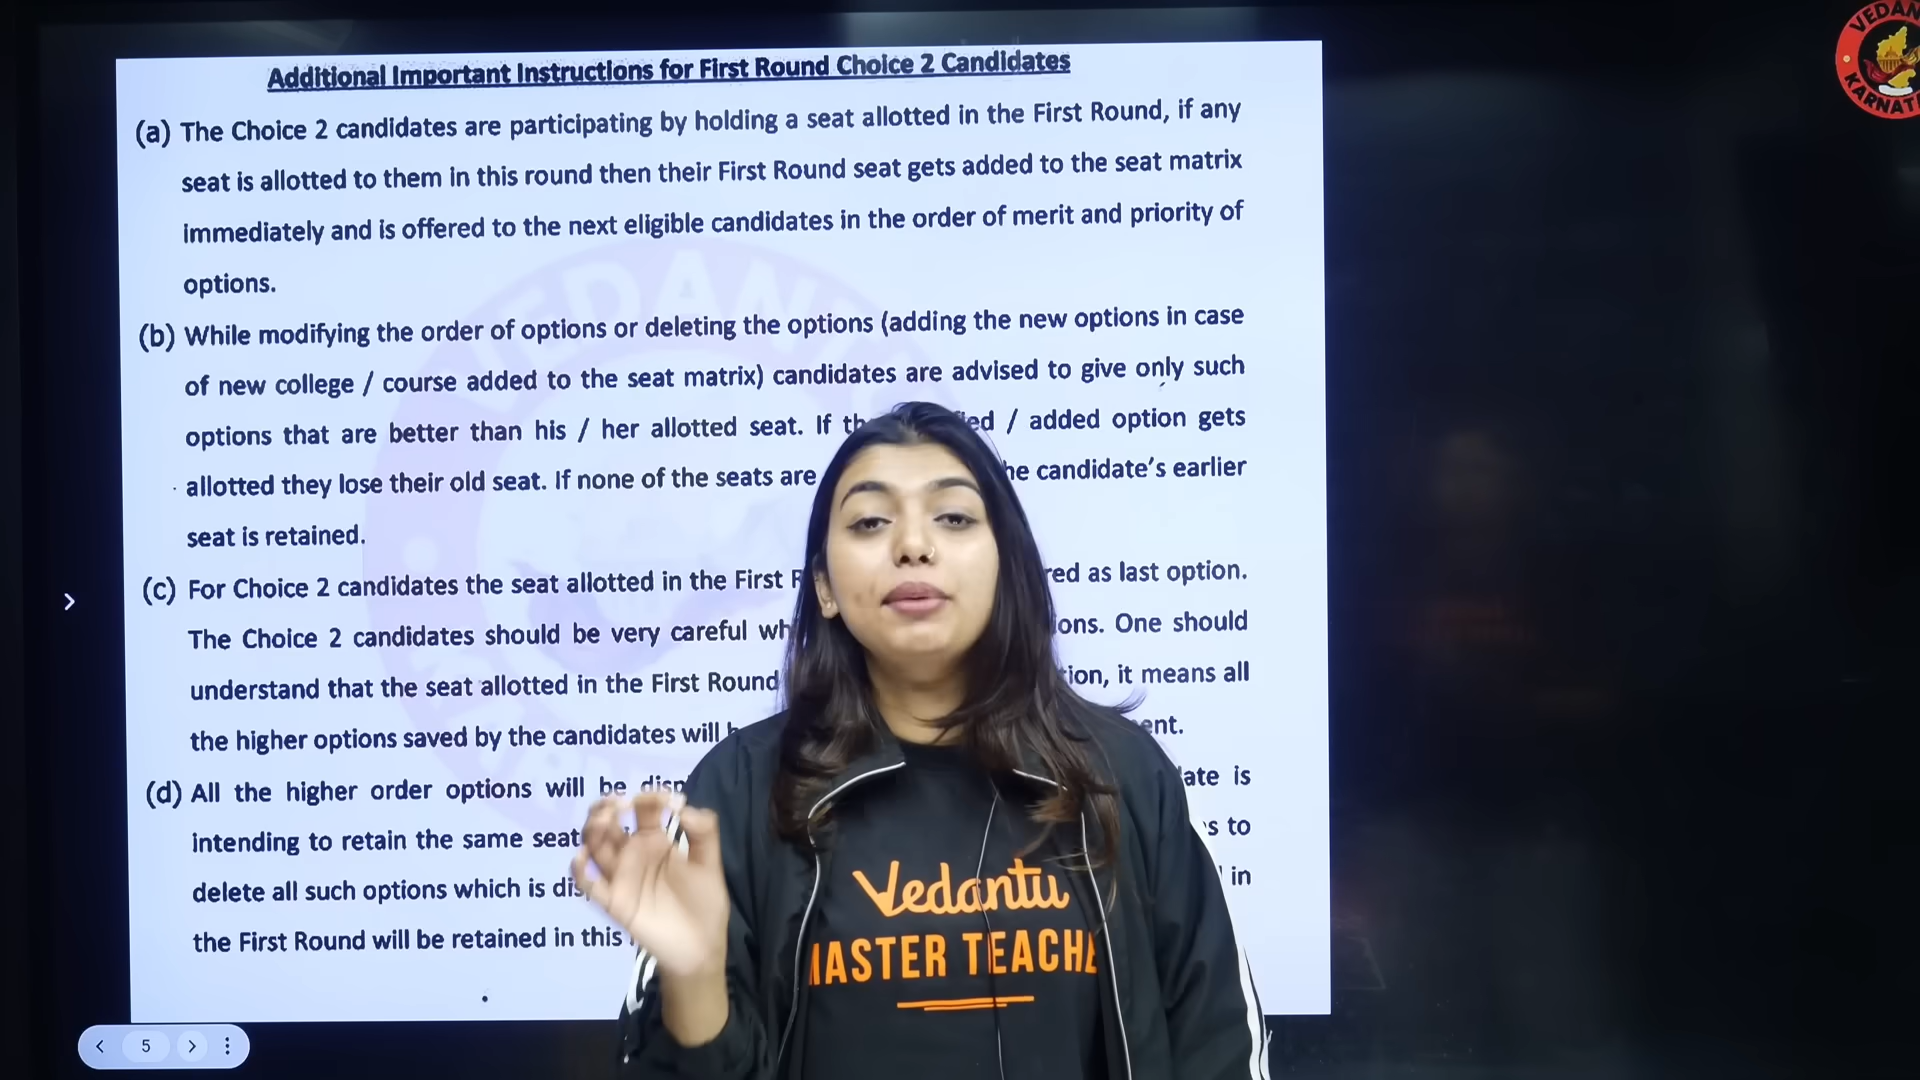 Additional Important Instructions for First Round Choice 2 Candidates
(a) The Choice 2 candidates are participating by holding a seat allotted in the First Round, if any
seat is allotted to them in this round then their First Round seat gets added to the seat matrix
immediately and is offered to the next eligible candidates in the order of merit and priority of
options.
(b) While modifying the order of options or deleting the options (adding the new options in case
of new college / course added to the seat matrix) candidates are advised to give only such
options that are better than his / her allotted seat. If / added option gets
allotted they lose their old seat. If none of the seats are candidate's earlier
seat is retained.
(c) For Choice 2 candidates the seat allotted in the First as last option.
The Choice 2 candidates should be very careful One should
understand that the seat allotted in the First Round it means all
the higher options saved by the candidates will
(d) All the higher order options will be is
intending to retain the same seat to
delete all such options which is in
the First Round will be retained in this
5
Vedantu
MASTER TEACHE
VEDAN
KARNAT